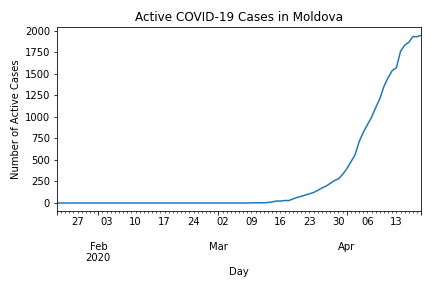 Active COVID-19 Cases in Moldova
2000
1750
1500
1250
1000
750
500
250
0
Number of Active Cases
27 03 10 17 24 02 09 16 23 30 06 13
Feb Mar Apr
2020
Day